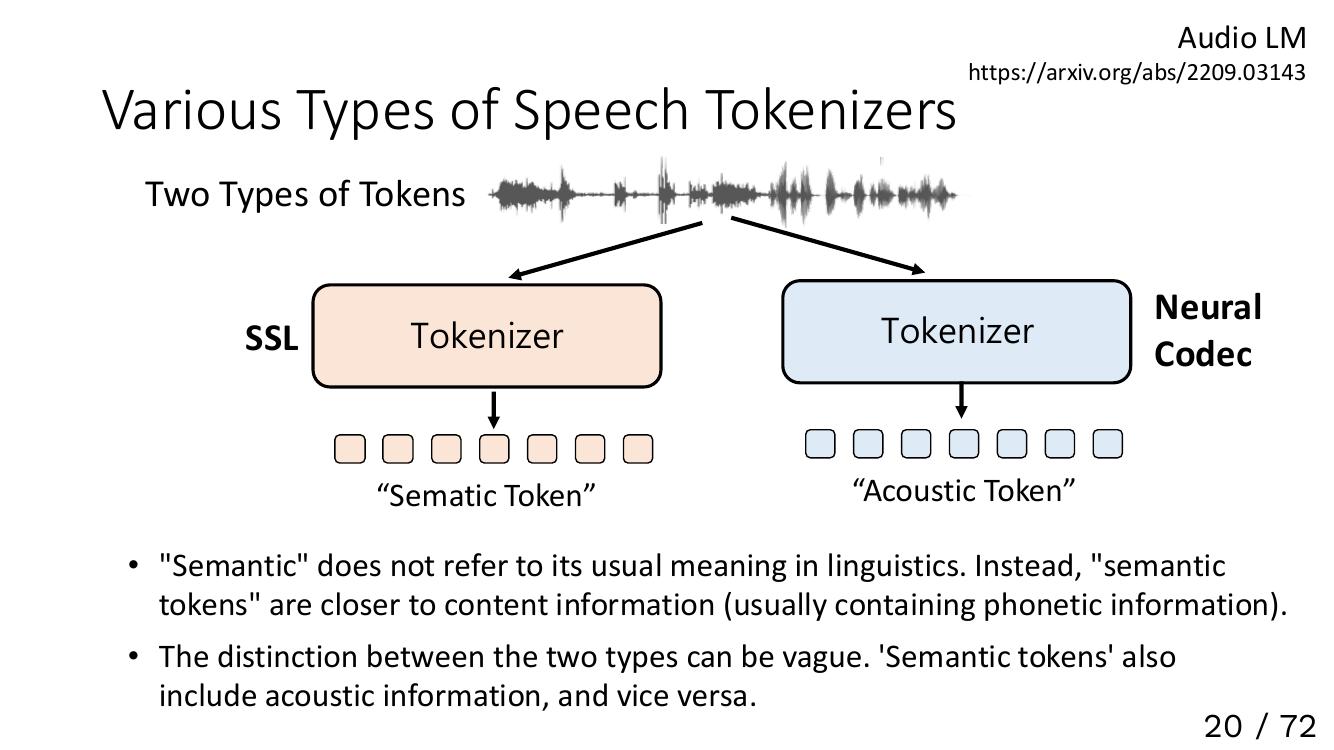 Audio LM
https://arxiv.org/abs/2209.03143
Various Types of Speech Tokenizers
Two Types of Tokens
SSL
Tokenizer
Tokenizer
Neural
Codec
“Sematic Token”
“Acoustic Token”
• "Semantic" does not refer to its usual meaning in linguistics. Instead, "semantic
tokens" are closer to content information (usually containing phonetic information).
• The distinction between the two types can be vague. 'Semantic tokens' also
include acoustic information, and vice versa.
20 / 72